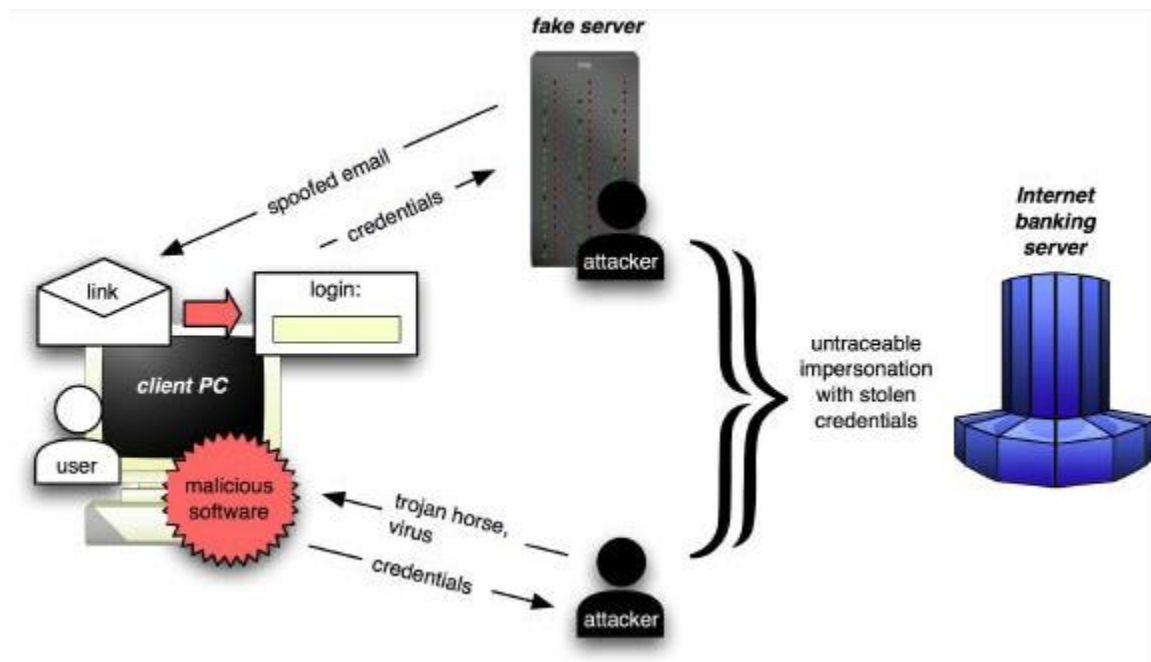 fake server
spoofed email
credentials
attacker
Internet
banking
server
link
login:
client PC
user
untraceable
impersonation
with stolen
credentials
malicious
software
trojan horse,
virus
credentials
attacker